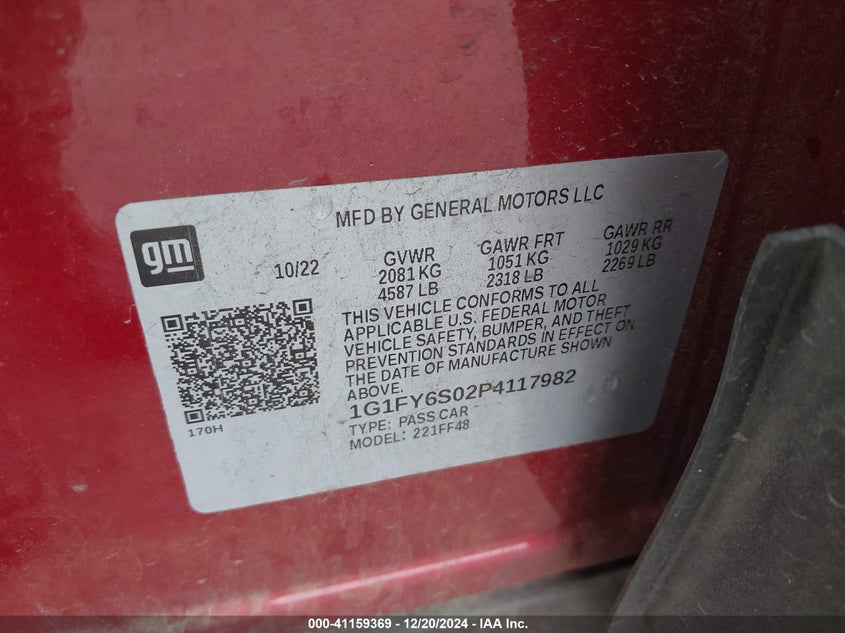 MFD BY GENERAL MOTORS LLC
gm
10/22
GVWR
2081 KG
4587 LB
GAWR FRT
1051 KG
2318 LB
GAWR RR
1029 KG
2269 LB
THIS VEHICLE CONFORMS TO ALL
APPLICABLE U.S. FEDERAL MOTOR
VEHICLE SAFETY, BUMPER, AND THEFT
PREVENTION STANDARDS IN EFFECT ON
THE DATE OF MANUFACTURE SHOWN
ABOVE.
1G1FY6S02P4117982
TYPE: PASS CAR
MODEL: 221FF48
170H
000-41159369 - 12/20/2024 - IAA Inc.